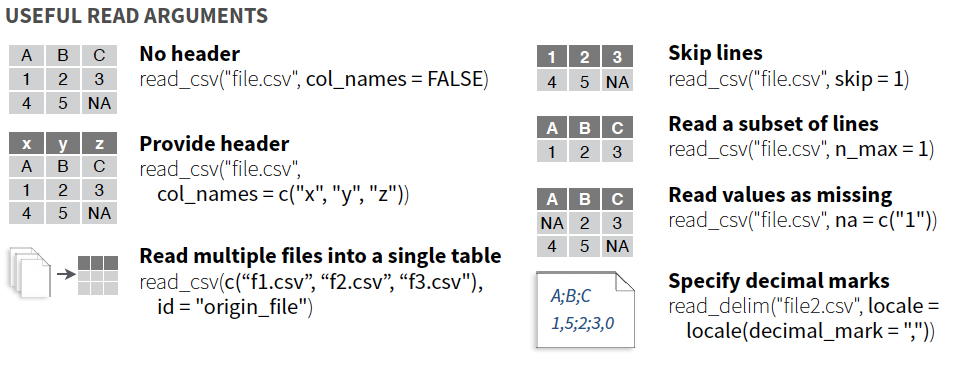 USEFUL READ ARGUMENTS
A B C
1 2 3
4 5 NA
No header
read_csv("file.csv", col_names = FALSE)
x y z
A B C
1 2 3
4 5 NA
Provide header
read_csv("file.csv",
col_names = c("x", "y", "z"))
Read multiple files into a single table
read_csv(c(“f1.csv”, “f2.csv”, “f3.csv"),
id = "origin_file")
1 2 3
4 5 NA
Skip lines
read_csv("file.csv", skip = 1)
A B C
1 2 3
Read a subset of lines
read_csv("file.csv", n_max = 1)
A B C
NA 2 3
4 5 NA
Read values as missing
read_csv("file.csv", na = c("1"))
A;B;C
1,5;2;3,0
Specify decimal marks
read_delim("file2.csv", locale =
locale(decimal_mark = ","))